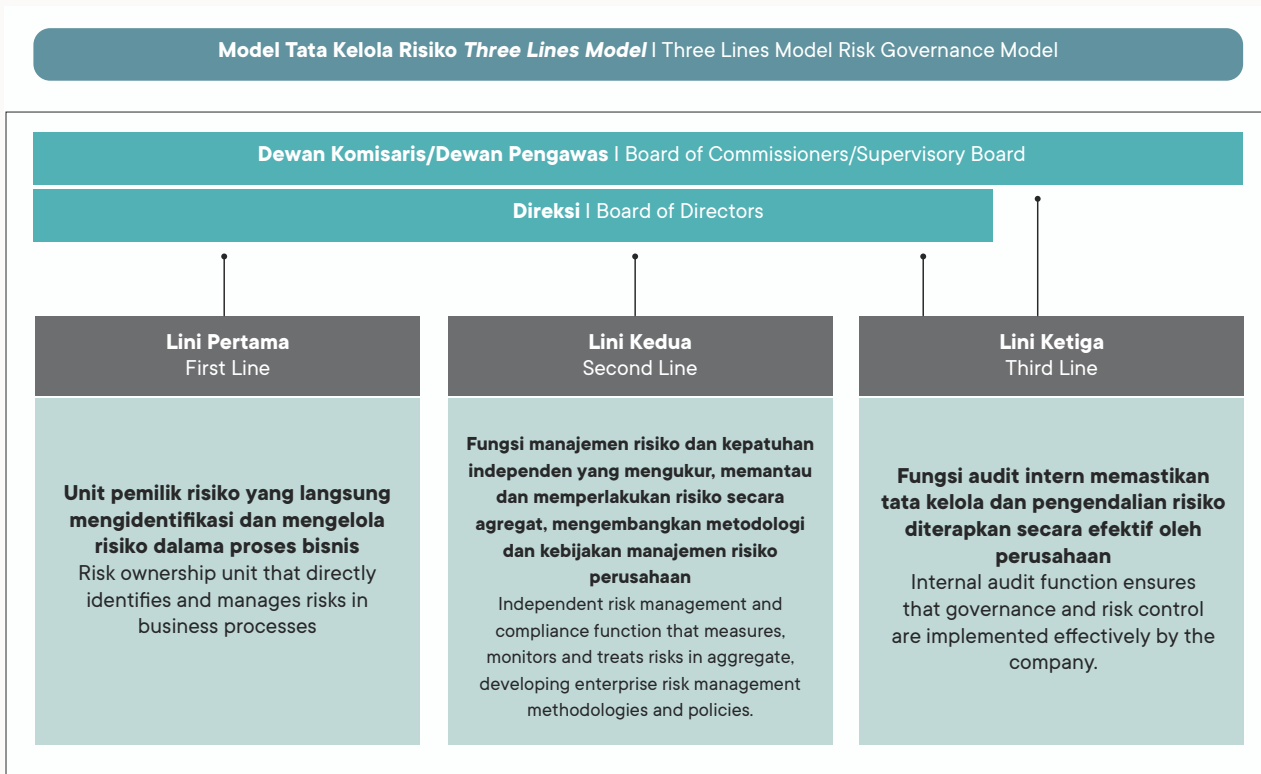 Model Tata Kelola Risiko Three Lines Model | Three Lines Model Risk Governance Model
Dewan Komisaris/Dewan Pengawas | Board of Commissioners/Supervisory Board
Direksi | Board of Directors
Lini Pertama
First Line
Unit pemilik risiko yang langsung
mengidentifikasi dan mengelola
risiko dalama proses bisnis
Risk ownership unit that directly
identifies and manages risks in
business processes
Lini Kedua
Second Line
Fungsi manajemen risiko dan kepatuhan
independen yang mengukur, memantau
dan memperlakukan risiko secara
agregat, mengembangkan metodologi
dan kebijakan manajemen risiko
perusahaan
Independent risk management and
compliance function that measures,
monitors and treats risks in aggregate,
developing enterprise risk management
methodologies and policies.
Lini Ketiga
Third Line
Fungsi audit intern memastikan
tata kelola dan pengendalian risiko
diterapkan secara efektif oleh
perusahaan
Internal audit function ensures
that governance and risk control
are implemented effectively by the
company.